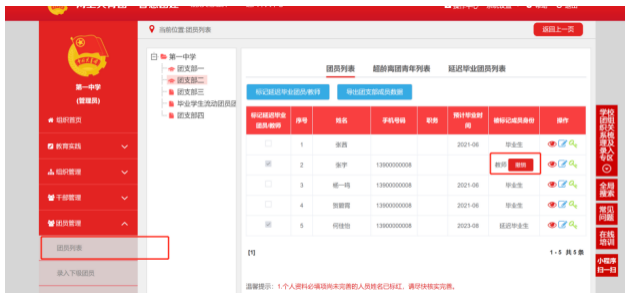 当前位置:团员列表
返回上一页
第一中学
(管理员)
组织首页
教育实践
组织管理
干部管理
团员管理
团员列表
录入下级团员
第一中学
团支部一
团支部二
团支部三
毕业学生流动团员团
团支部四
团员列表 超龄离团青年列表 延迟毕业团员列表
标记延迟毕业团员/教师 导出团支部成员数据
标记延迟毕业团员/教师 序号 姓名 手机号码 职务 预计毕业时间 被标记成员身份 操作
1 张茜 2021-06 毕业生
2 张宇 13900000008 教师 撤销
3 杨一鸣 13900000008 2021-06 毕业生
4 贺丽霞 13900000008 2021-06 毕业生
5 何佳怡 13900000008 2023-06 延迟毕业生
[1] 1 - 5 共 5 条
温馨提示：1.个人资料必填项尚未完善的人员姓名已标红，请尽快核实完善。
学校团组织关系梳理及录入专区
全局搜索
常见问题
在线培训
小程序扫一扫